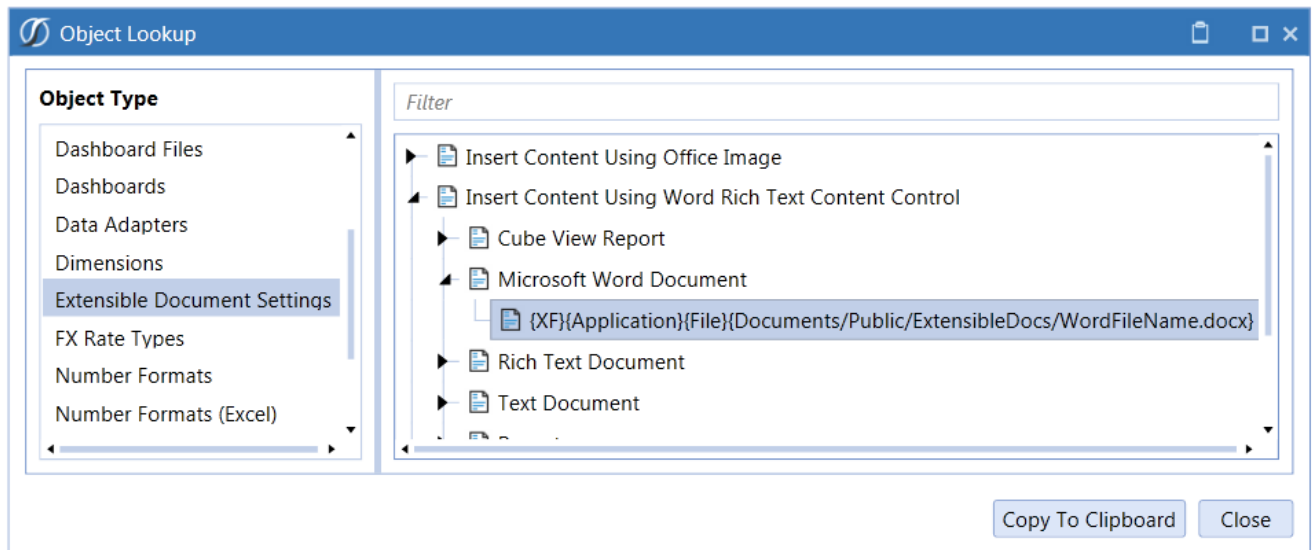 Object Lookup
Object Type
Dashboard Files
Dashboards
Data Adapters
Dimensions
Extensible Document Settings
FX Rate Types
Number Formats
Number Formats (Excel)
Filter
Insert Content Using Office Image
Insert Content Using Word Rich Text Content Control
Cube View Report
Microsoft Word Document
{XF}{Application}{File}{Documents/Public/ExtensibleDocs/WordFileName.docx}
Rich Text Document
Text Document
Copy To Clipboard
Close